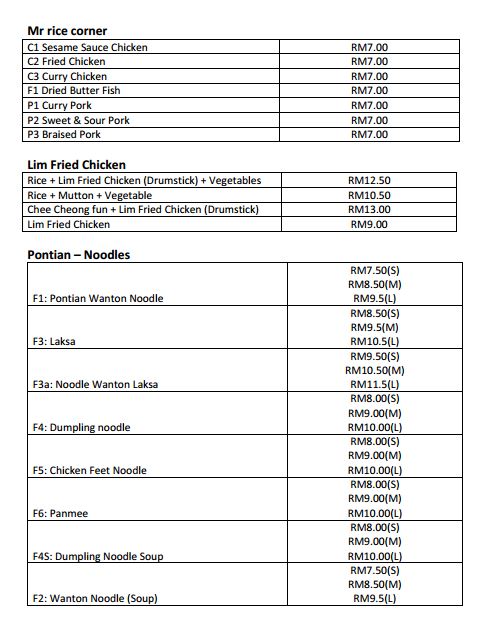 Mr rice corner
C1 Sesame Sauce Chicken RM7.00
C2 Fried Chicken RM7.00
C3 Curry Chicken RM7.00
F1 Dried Butter Fish RM7.00
P1 Curry Pork RM7.00
P2 Sweet & Sour Pork RM7.00
P3 Braised Pork RM7.00
Lim Fried Chicken
Rice + Lim Fried Chicken (Drumstick) + Vegetables RM12.50
Rice + Mutton + Vegetable RM10.50
Chee Cheong fun + Lim Fried Chicken (Drumstick) RM13.00
Lim Fried Chicken RM9.00
Pontian – Noodles
RM7.50(S)
RM8.50(M)
F1: Pontian Wanton Noodle RM9.5(L)
RM8.50(S)
RM9.5(M)
F3: Laksa RM10.5(L)
RM9.50(S)
RM10.50(M)
F3a: Noodle Wanton Laksa RM11.5(L)
RM8.00(S)
RM9.00(M)
F4: Dumpling noodle RM10.00(L)
RM8.00(S)
RM9.00(M)
F5: Chicken Feet Noodle RM10.00(L)
RM8.00(S)
RM9.00(M)
F6: Panmee RM10.00(L)
RM8.00(S)
RM9.00(M)
F4S: Dumpling Noodle Soup RM10.00(L)
RM7.50(S)
RM8.50(M)
F2: Wanton Noodle (Soup) RM9.5(L)